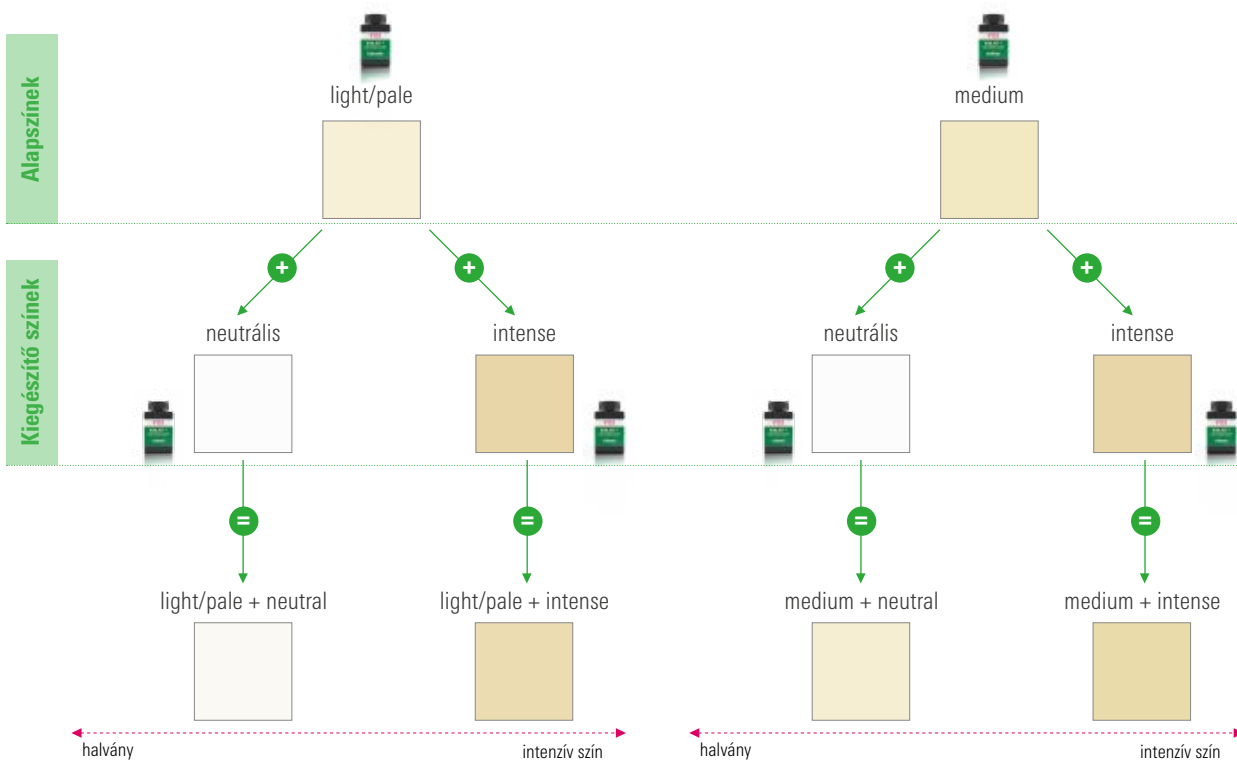 Alapszínek
light/pale
medium
+
+
+
+
Kiegészítő színek
neutrális
intense
neutrális
intense
=
=
=
=
light/pale + neutral
light/pale + intense
medium + neutral
medium + intense
halvány
intenzív szín
halvány
intenzív szín